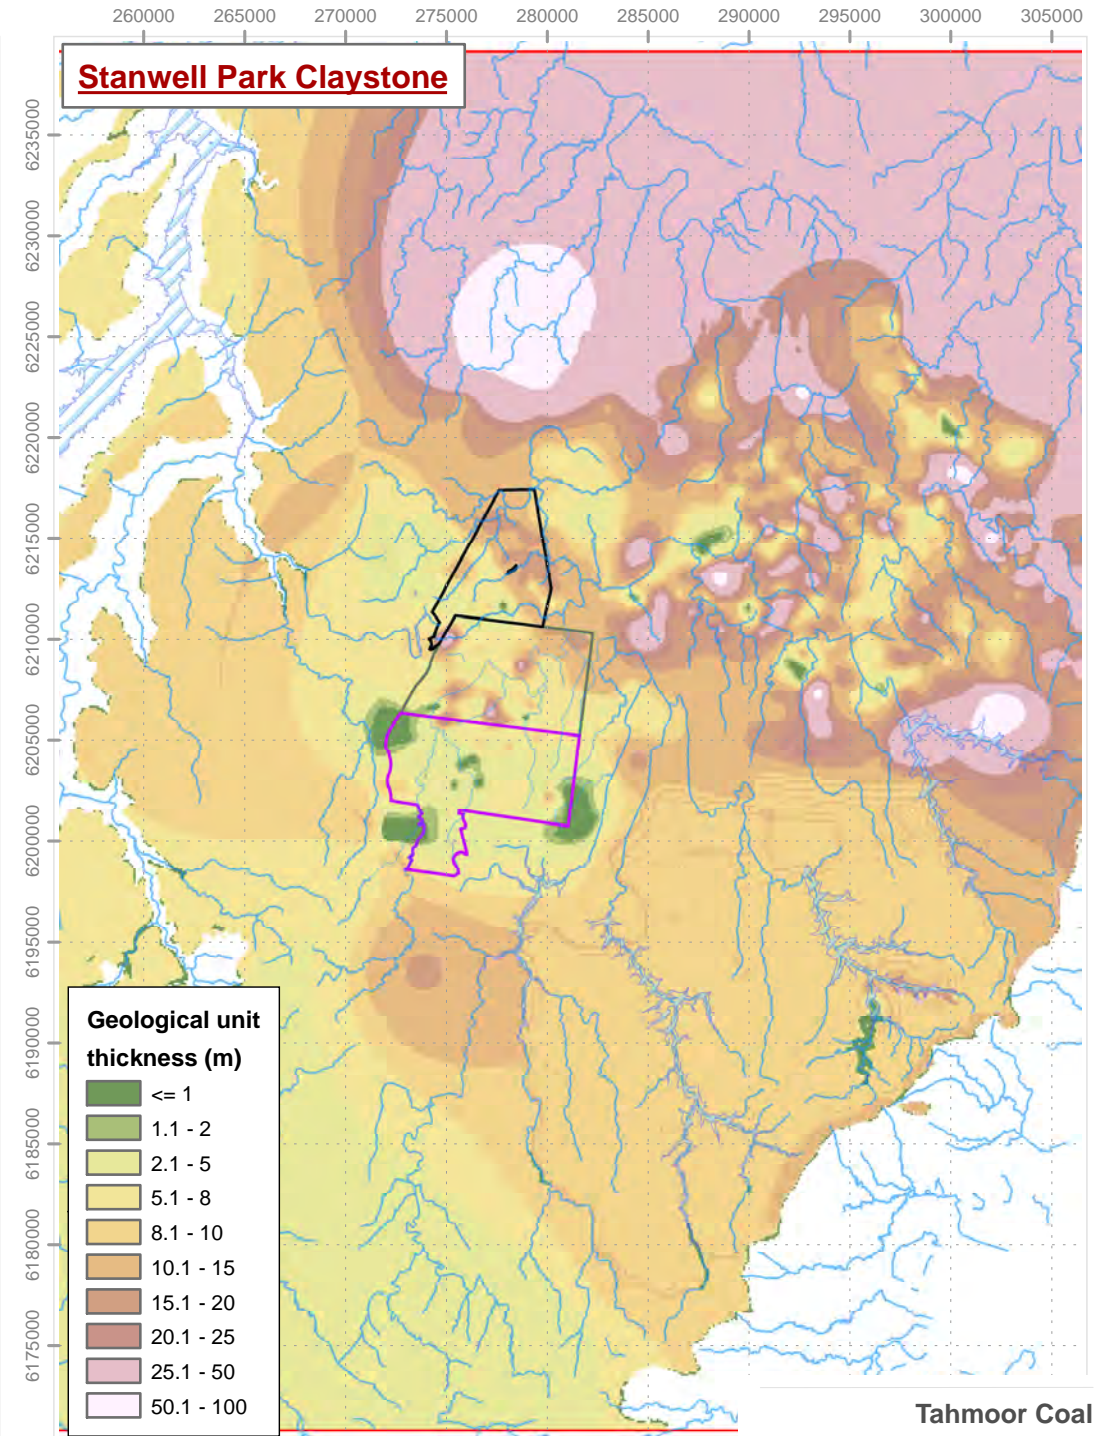 260000 265000 270000 275000 280000 285000 290000 295000 300000 305000
Stanwell Park Claystone
6235000
6230000
6225000
6220000
6215000
6210000
6205000
6200000
6195000
6190000
6185000
6180000
6175000
Geological unit
thickness (m)
<= 1
1.1 - 2
2.1 - 5
5.1 - 8
8.1 - 10
10.1 - 15
15.1 - 20
20.1 - 25
25.1 - 50
50.1 - 100
Tahmoor Coal